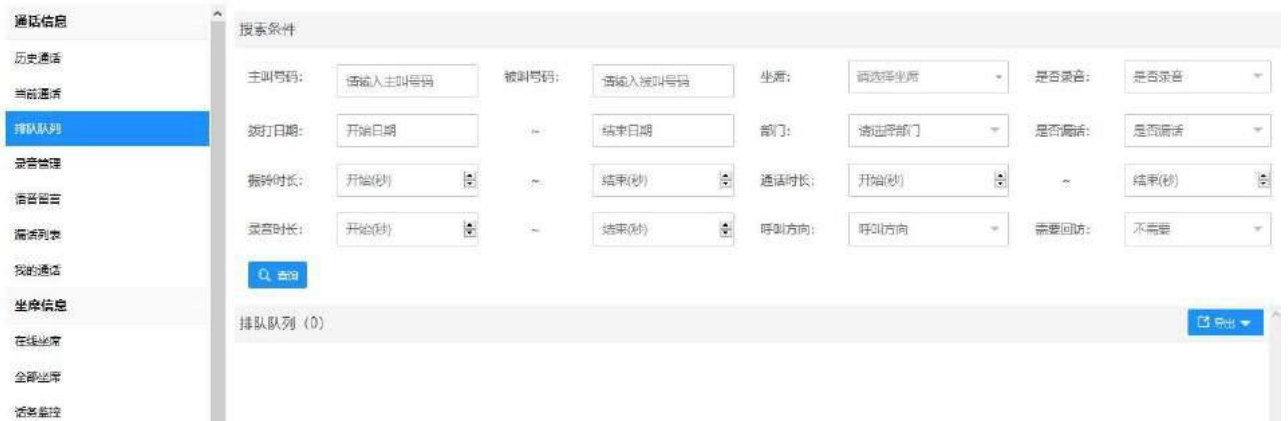 通话信息
历史通话
当前通话
排队队列
录音管理
语音留言
漏话列表
我的通话
坐席信息
在线坐席
全部坐席
话务监控
搜素条件
主叫号码: 请输入主叫号码 被叫号码: 请输入被叫号码 坐席: 请选择坐席 是否录音: 是否录音
拨打日期: 开始日期 ~ 结束日期 部门: 请选择部门 是否漏话: 是否漏话
振铃时长: 开始(秒) ~ 结束(秒) 通话时长: 开始(秒) ~ 结束(秒)
录音时长: 开始(秒) ~ 结束(秒) 呼叫方向: 呼叫方向 需要回访: 不需要
查询
排队队列 (0) 导出